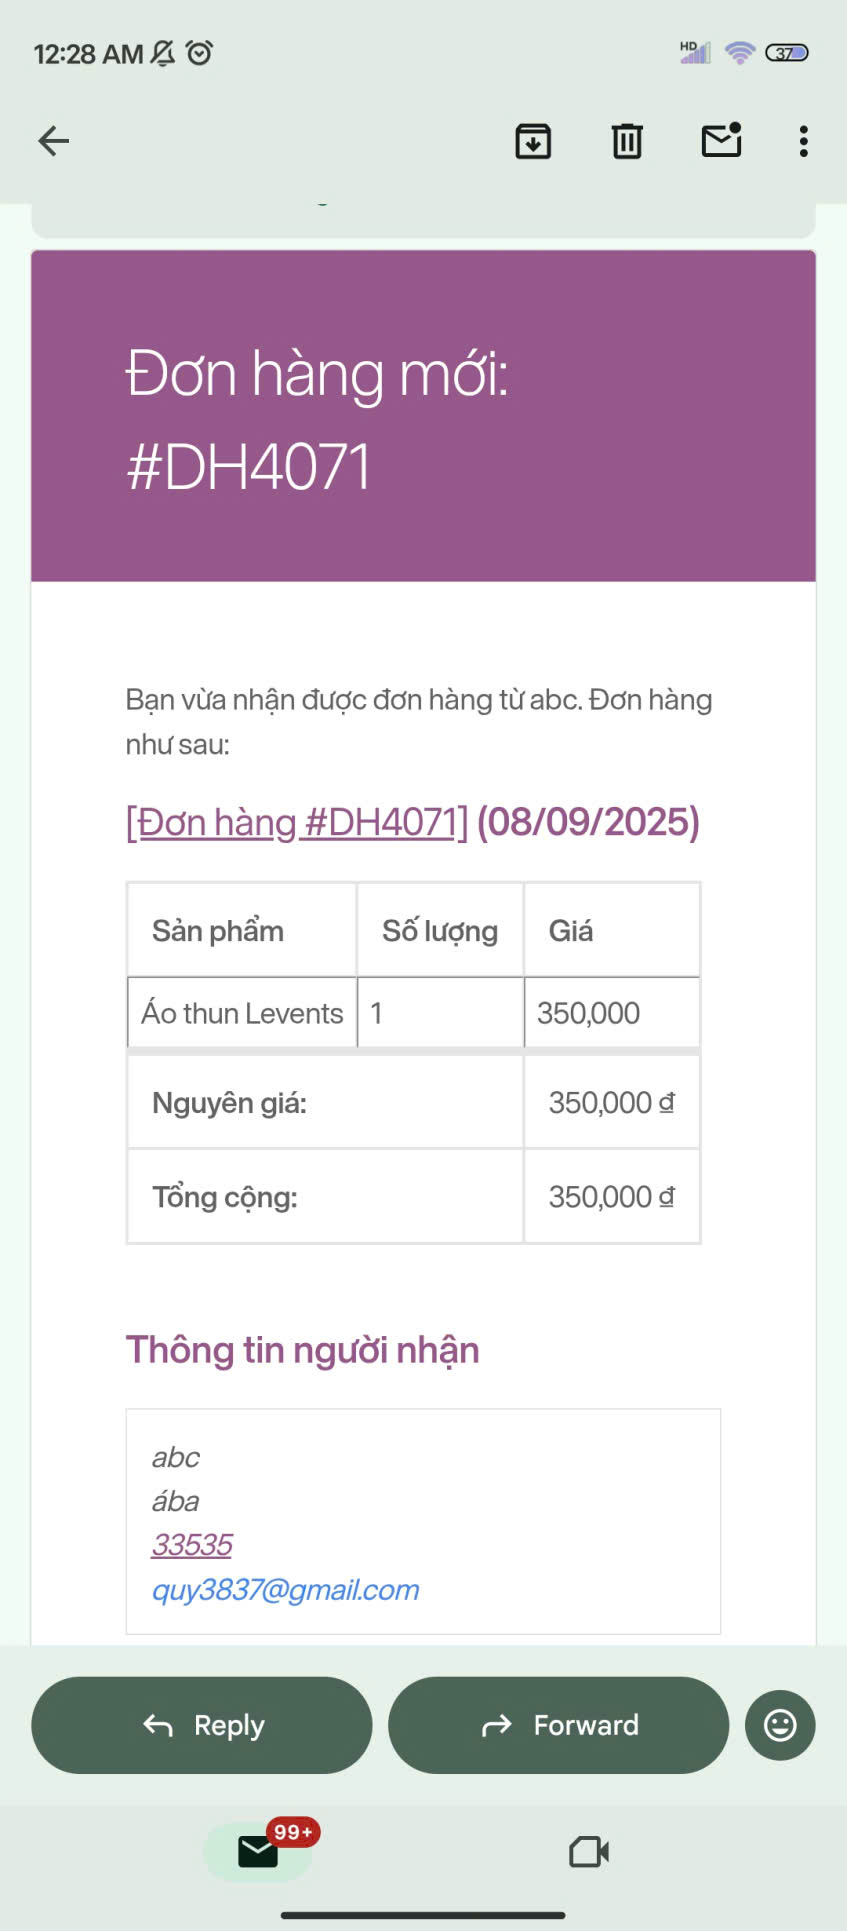 12:28 AM
HD
37
Đơn hàng mới:
#DH4071
Bạn vừa nhận được đơn hàng từ abc. Đơn hàng
như sau:
[Đơn hàng #DH4071] (08/09/2025)
Sản phẩm Số lượng Giá
Áo thun Levents 1 350,000
Nguyên giá: 350,000 ₫
Tổng cộng: 350,000 ₫
Thông tin người nhận
abc
ába
33535
quy3837@gmail.com
Reply Forward
99+